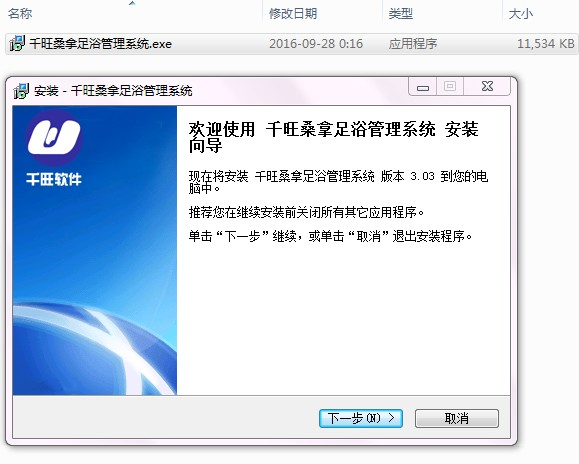 名称 修改日期 类型 大小
千旺桑拿足浴管理系统.exe 2016-09-28 0:16 应用程序 11,534 KB
安装 - 千旺桑拿足浴管理系统
千旺软件
欢迎使用 千旺桑拿足浴管理系统 安装
向导
现在将安装 千旺桑拿足浴管理系统 版本 3.03 到您的电
脑中。
推荐您在继续安装前关闭所有其它应用程序。
单击“下一步”继续，或单击“取消”退出安装程序。
下一步(N) > 取消